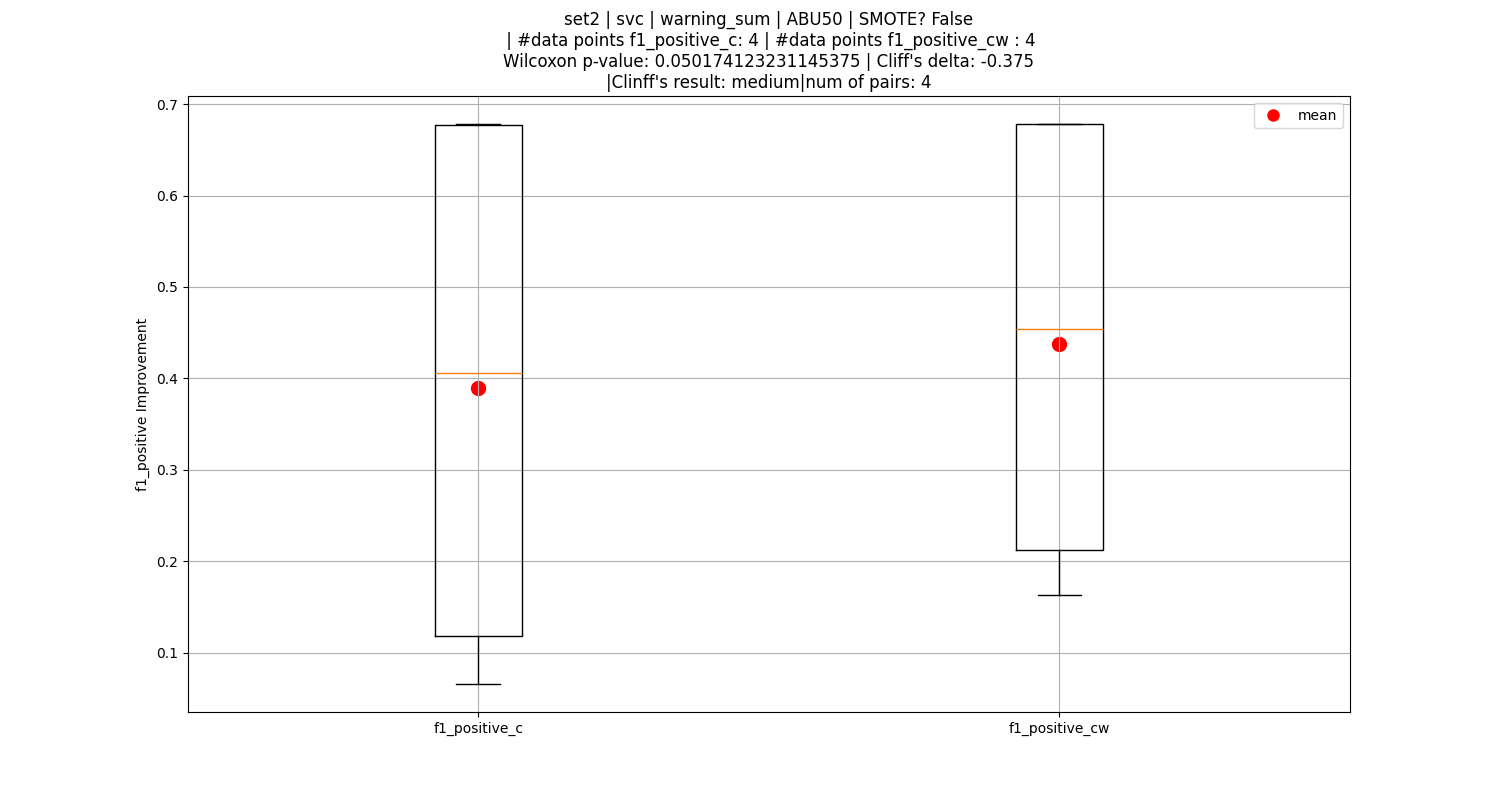 set2 | svc | warning_sum | ABU50 | SMOTE? False
| #data points f1_positive_c: 4 | #data points f1_positive_cw : 4
Wilcoxon p-value: 0.050174123231145375 | Cliff's delta: -0.375
|Clinff's result: medium|num of pairs: 4
mean
0.7
0.6
0.5
0.4
0.3
0.2
0.1
f1_positive Improvement
f1_positive_c
f1_positive_cw